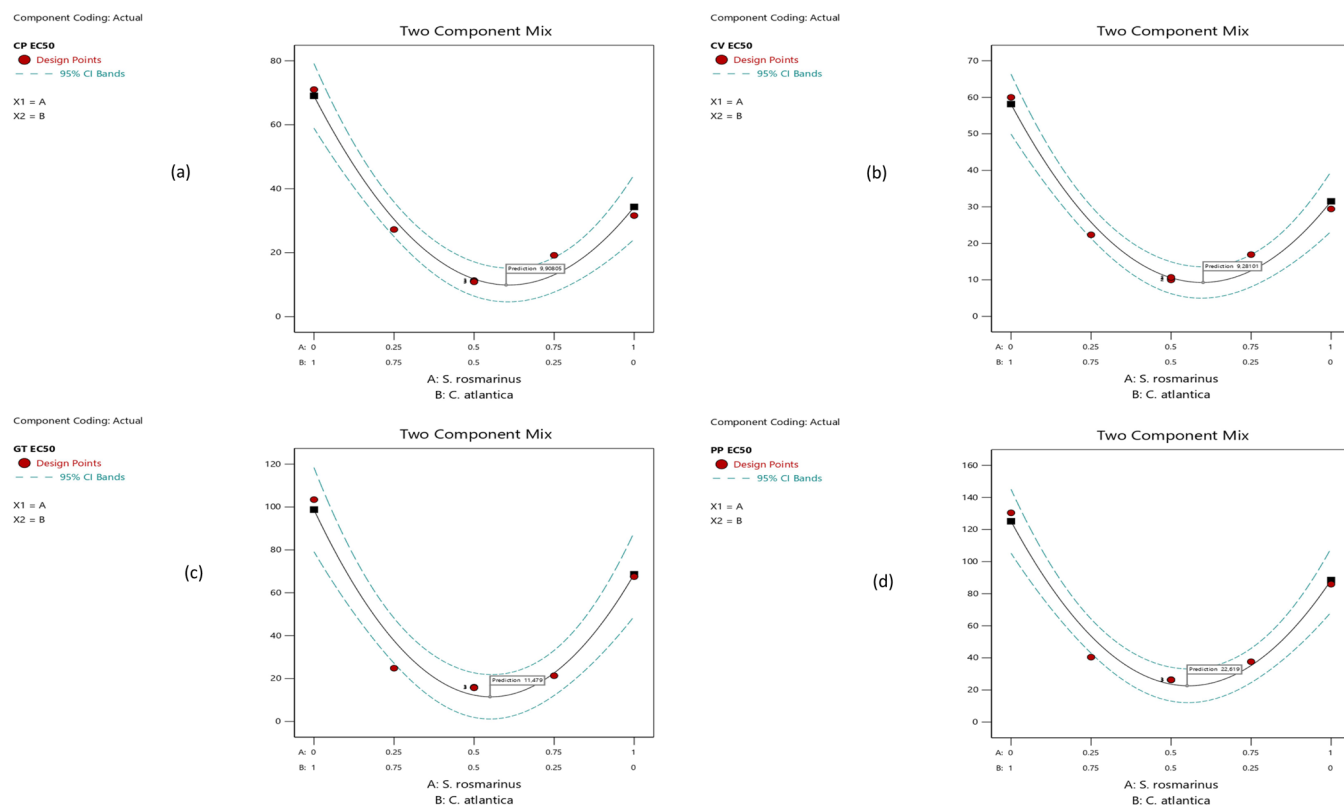 Component Coding: Actual
Two Component Mix
CP EC50
Design Points
95% CI Bands
X1 = A
X2 = B
(a)
80
60
40
20
0
3
Prediction 9.90805
A: 0 0.25 0.5 0.75 1
B: 1 0.75 0.5 0.25 0
A: S. rosmarinus
B: C. atlantica
Component Coding: Actual
Two Component Mix
CV EC50
Design Points
95% CI Bands
X1 = A
X2 = B
(b)
70
60
50
40
30
20
10
0
Prediction 9.28101
A: 0 0.25 0.5 0.75 1
B: 1 0.75 0.5 0.25 0
A: S. rosmarinus
B: C. atlantica
Component Coding: Actual
Two Component Mix
GT EC50
Design Points
95% CI Bands
X1 = A
X2 = B
(c)
120
100
80
60
40
20
0
3
Prediction 11,479
A: 0 0.25 0.5 0.75 1
B: 1 0.75 0.5 0.25 0
A: S. rosmarinus
B: C. atlantica
Component Coding: Actual
Two Component Mix
PP EC50
Design Points
95% CI Bands
X1 = A
X2 = B
(d)
160
140
120
100
80
60
40
20
0
3
Prediction 22,619
A: 0 0.25 0.5 0.75 1
B: 1 0.75 0.5 0.25 0
A: S. rosmarinus
B: C. atlantica